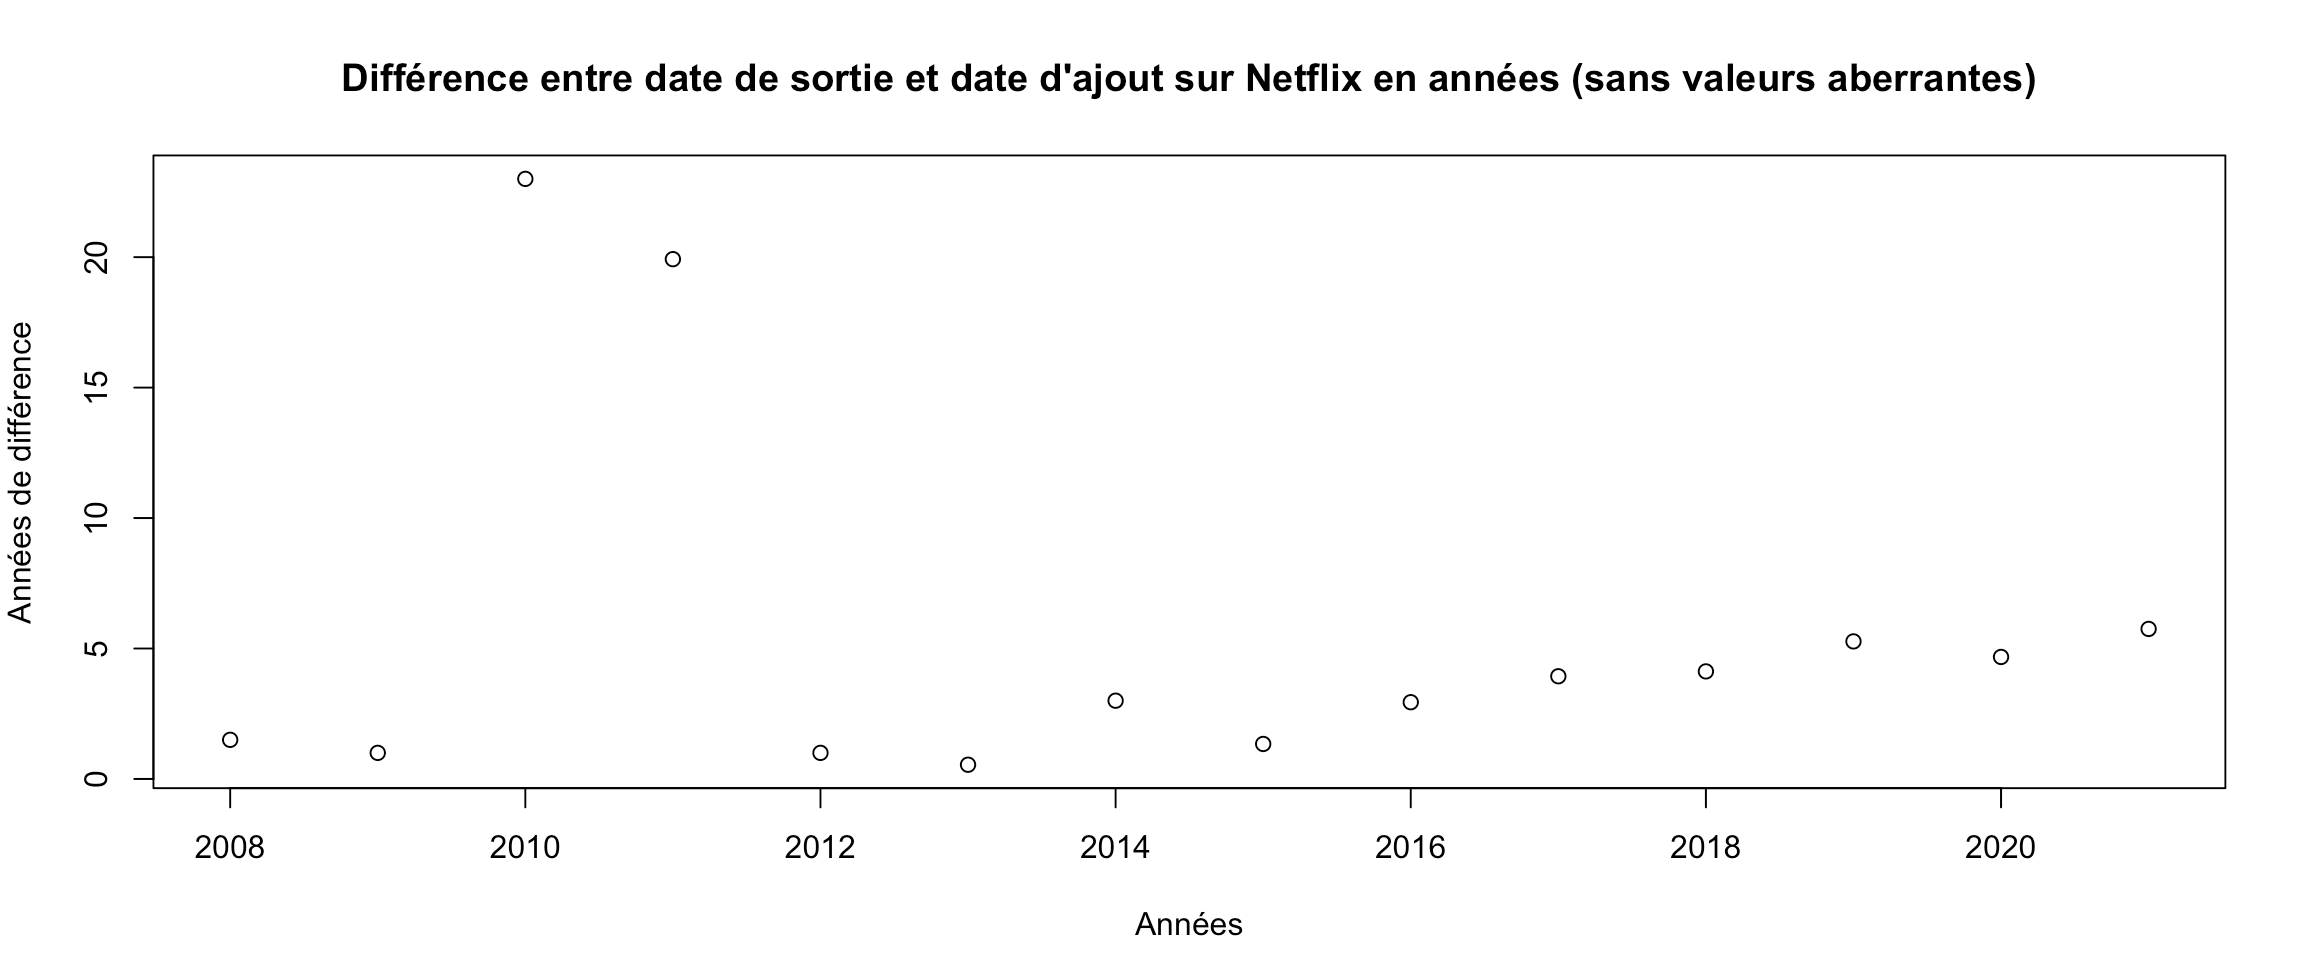 Différence entre date de sortie et date d'ajout sur Netflix en années (sans valeurs aberrantes)
Années de différence
20
15
10
5
0
2008 2010 2012 2014 2016 2018 2020
Années